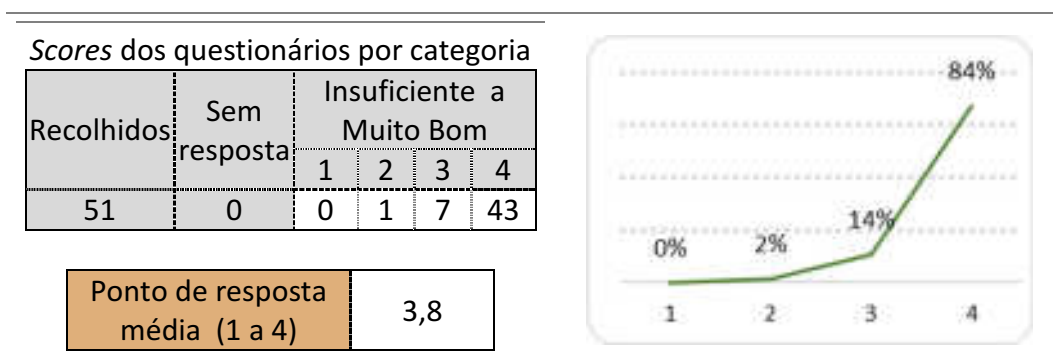 Scores dos questionários por categoria
Recolhidos
Sem
resposta
Insuficiente a
Muito Bom
1 2 3 4
51 0 0 1 7 43
Ponto de resposta
média (1 a 4)
3,8
84%
14%
2%
0%
1 2 3 4